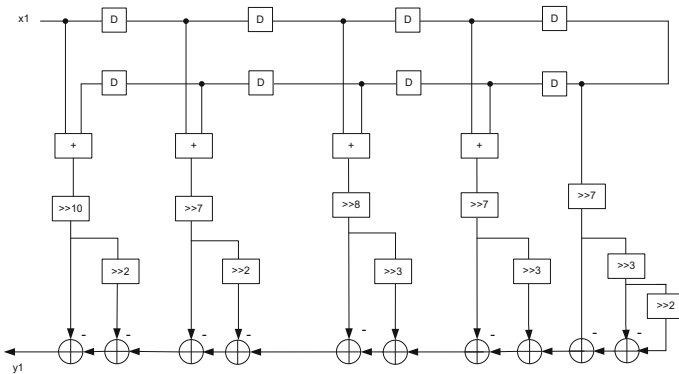 x1 D D D D
D D D D
+ + + +
>>10 >>7 >>8 >>7 >>7
>>2 >>2 >>3 >>3 >>3
>>2
- - - - - - - -
y1